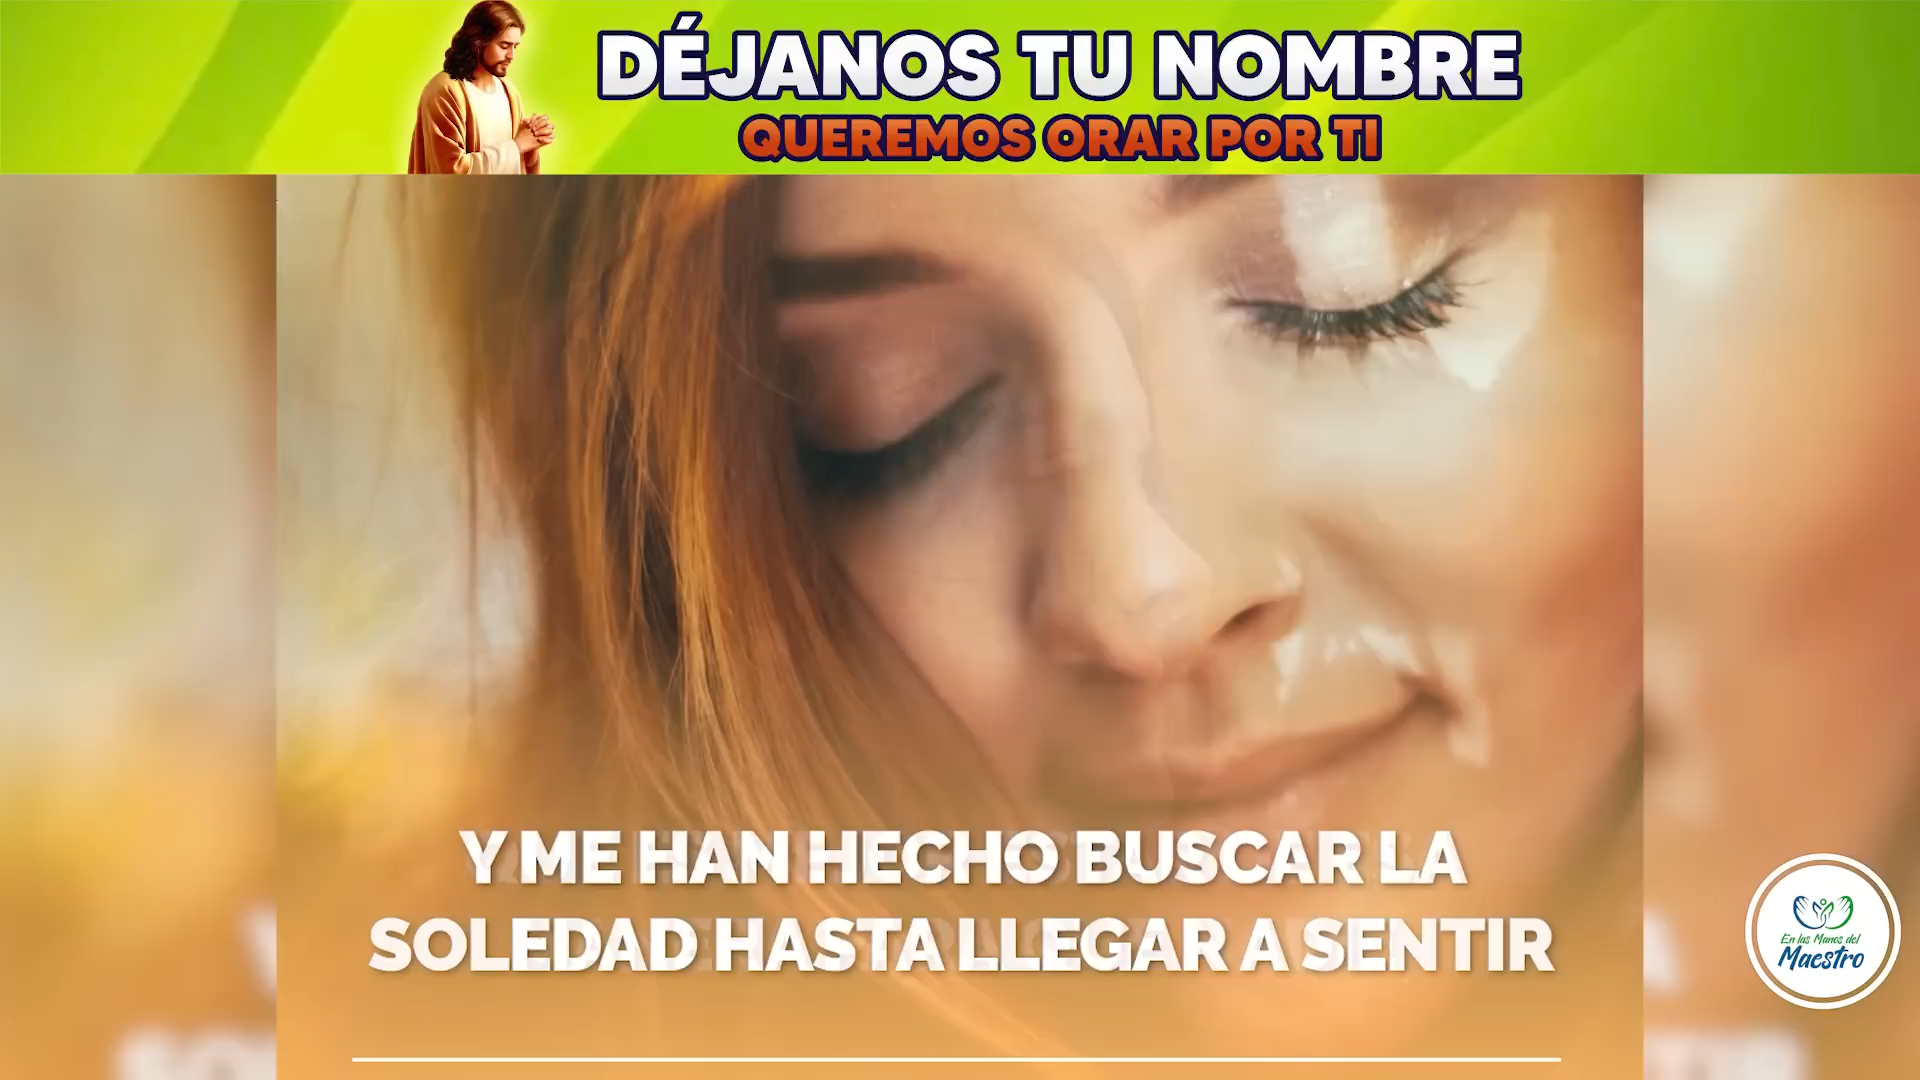 DÉJANOS TU NOMBRE
QUEREMOS ORAR POR TI
Y ME HAN HECHO BUSCAR LA
SOLEDAD HASTA LLEGAR A SENTIR
En las Manos del
Maestro